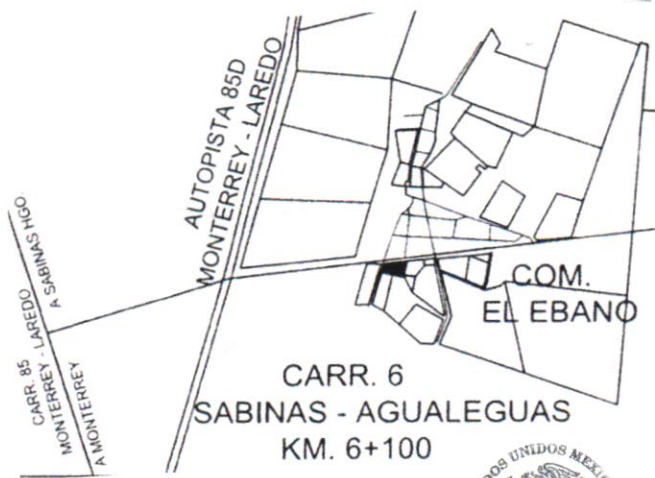 AUTOPISTA 85D
MONTERREY - LAREDO
A SABINAS HGO.
CARR. 85
MONTERREY - LAREDO
A MONTERREY
COM.
EL EBANO
CARR. 6
SABINAS - AGUALEGUAS
KM. 6+100
UNIDOS